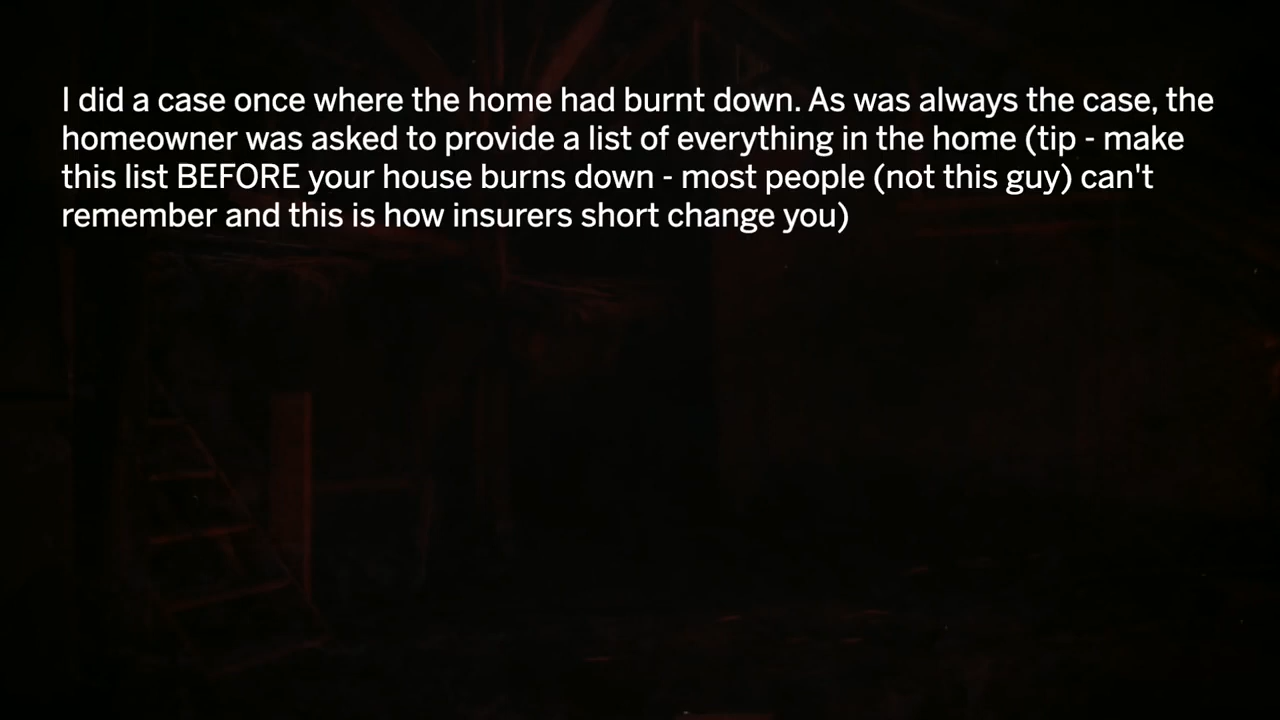 I did a case once where the home had burnt down. As was always the case, the
homeowner was asked to provide a list of everything in the home (tip - make
this list BEFORE your house burns down - most people (not this guy) can't
remember and this is how insurers short change you)